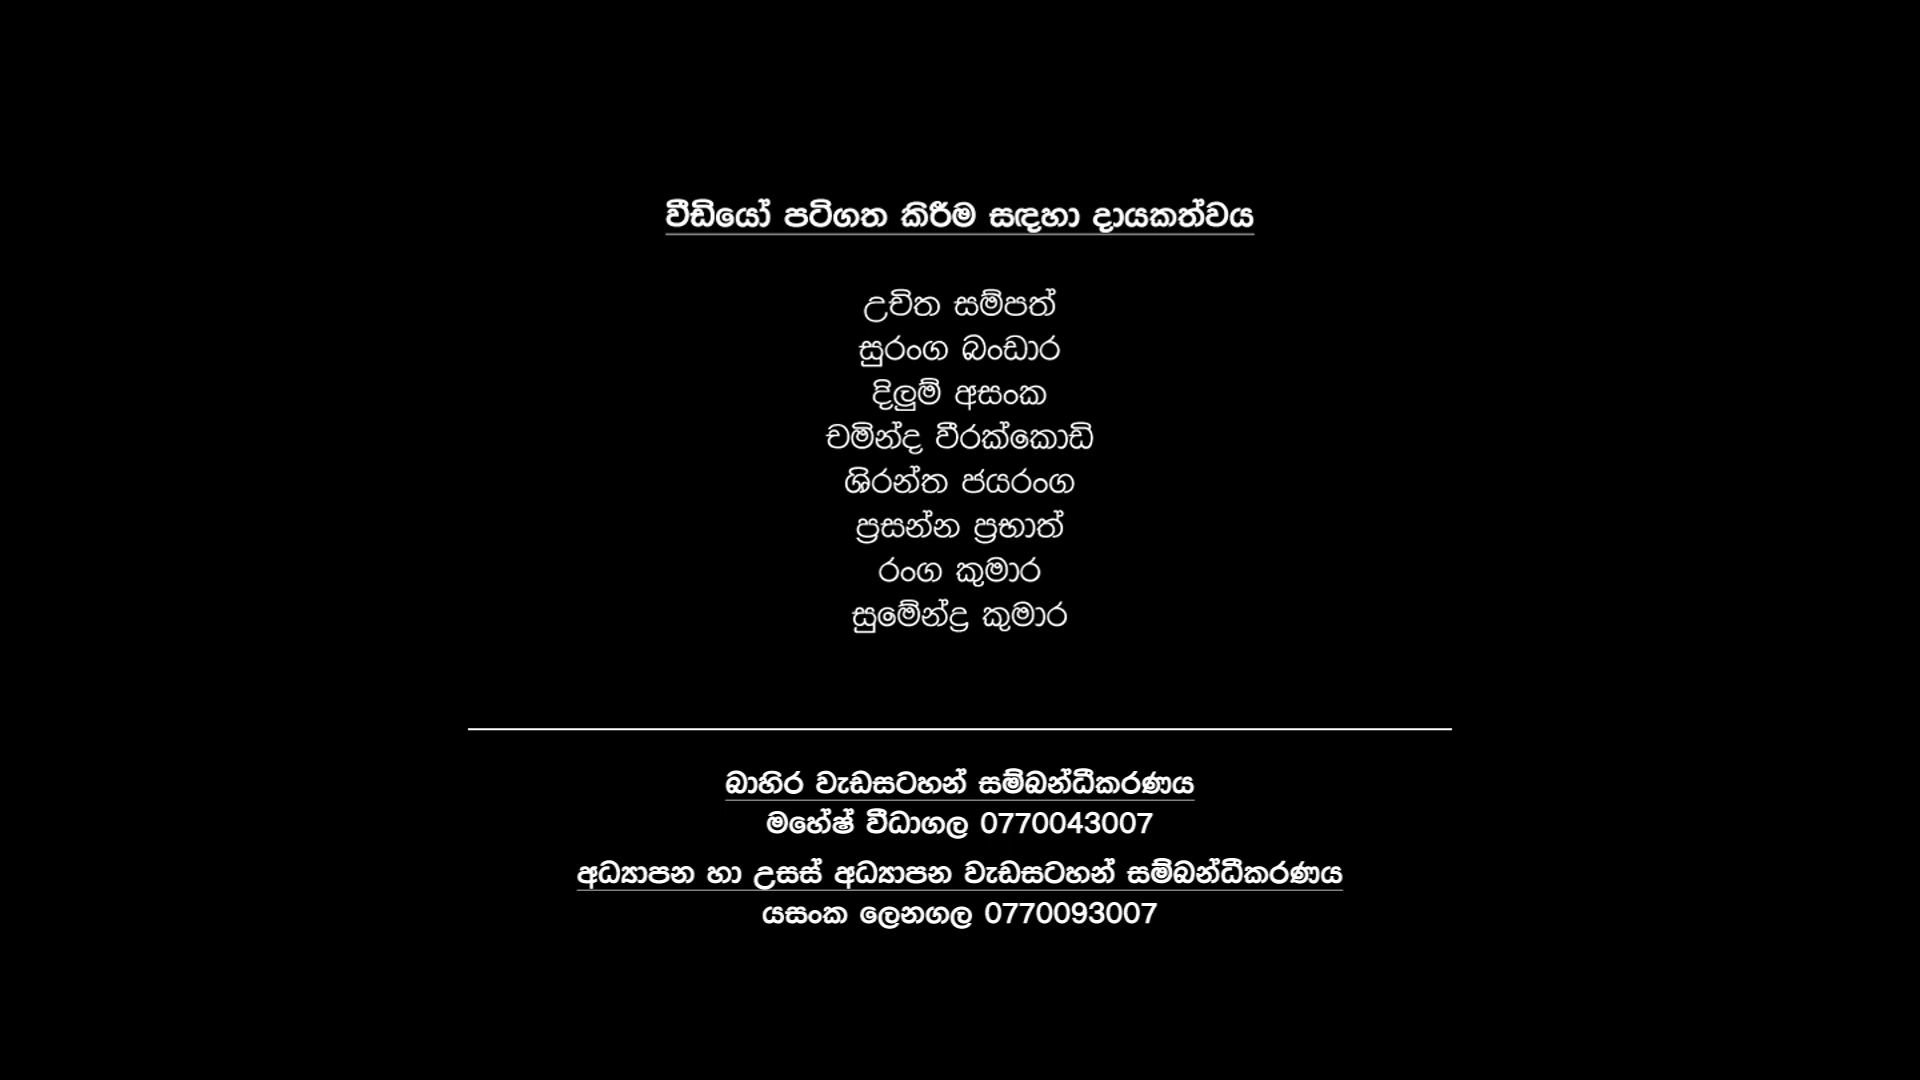 වීඩියෝ පටිගත කිරීම සඳහා දායකත්වය
උචිත සම්පත්
සුරංග බංඩාර
දිලුම් අසංක
චමින්ද වීරක්කොඩි
ශිරන්ත ජයරංග
ප්‍රසන්න ප්‍රභාත්
රංග කුමාර
සුමේන්ද්‍ර කුමාර
බාහිර වැඩසටහන් සම්බන්ධීකරණය
මහේෂ් වීධාගල 0770043007
අධ්‍යාපන හා උසස් අධ්‍යාපන වැඩසටහන් සම්බන්ධීකරණය
යසංක ලෙනගල 0770093007